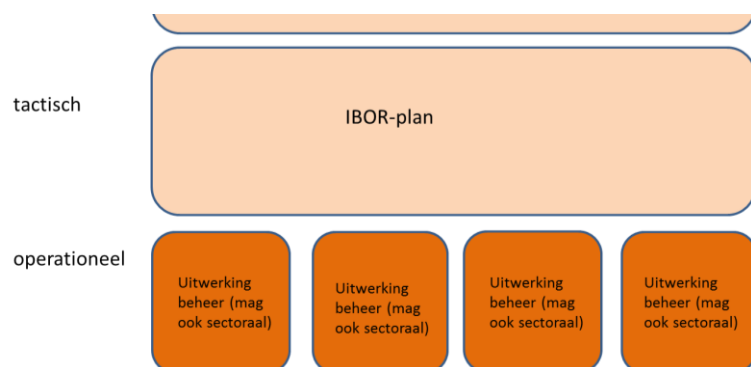 tactisch
IBOR-plan
operationeel
Uitwerking
beheer (mag
ook sectoraal)
Uitwerking
beheer (mag
ook sectoraal)
Uitwerking
beheer (mag
ook sectoraal)
Uitwerking
beheer (mag
ook sectoraal)